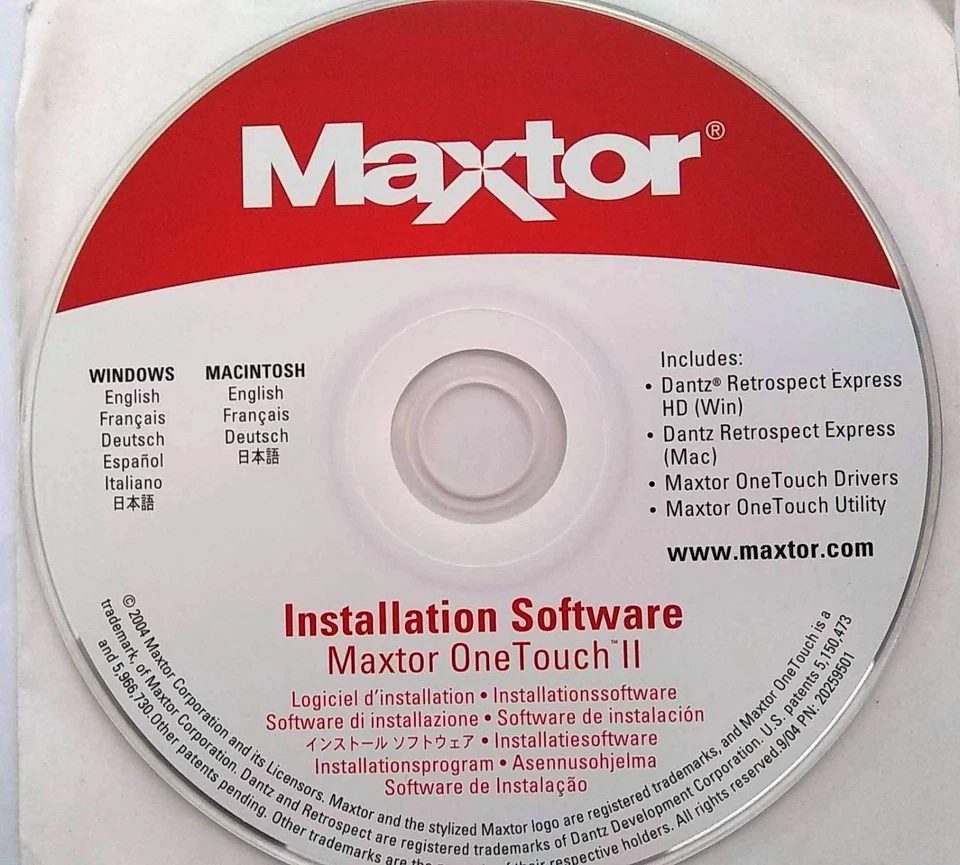 Maxtor®
WINDOWS
English
Français
Deutsch
Español
Italiano
日本語
MACINTOSH
English
Français
Deutsch
日本語
Includes:
• Dantz® Retrospect Express
HD (Win)
• Dantz Retrospect Express
(Mac)
• Maxtor OneTouch Drivers
• Maxtor OneTouch Utility
www.maxtor.com
Installation Software
Maxtor OneTouch™ II
Logiciel d'installation • Installationssoftware
Software di installazione • Software de instalación
インストール ソフトウェア • Installatiesoftware
Installationsprogram • Asennusohjelma
Software de Instalação
© 2004 Maxtor Corporation and its Licensors. Maxtor and the stylized Maxtor logo are registered trademarks, and Maxtor OneTouch is a
trademark, of Maxtor Corporation. Dantz and Retrospect are registered trademarks of Dantz Development Corporation. U.S. patents 5,150,473
and 5,966,730. Other patents pending. Other trademarks are the of their respective holders. All rights reserved. 9/04 PN: 20259501